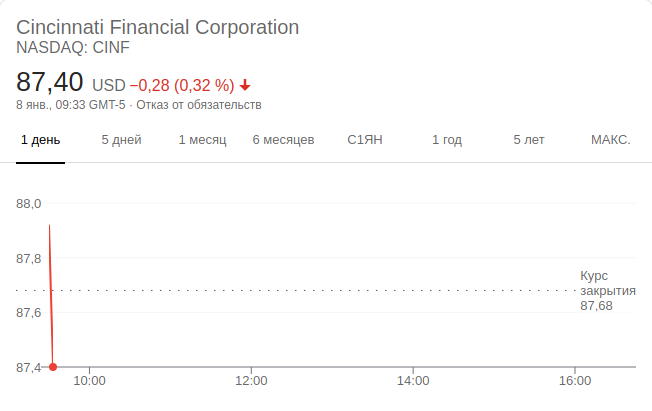 Cincinnati Financial Corporation
NASDAQ: CINF
87,40 USD −0,28 (0,32 %)
8 янв., 09:33 GMT-5 · Отказ от обязательств
1 день 5 дней 1 месяц 6 месяцев С1ЯН 1 год 5 лет МАКС.
88,0
87,8
Курс
закрытия
87,68
87,6
87,4
10:00 12:00 14:00 16:00